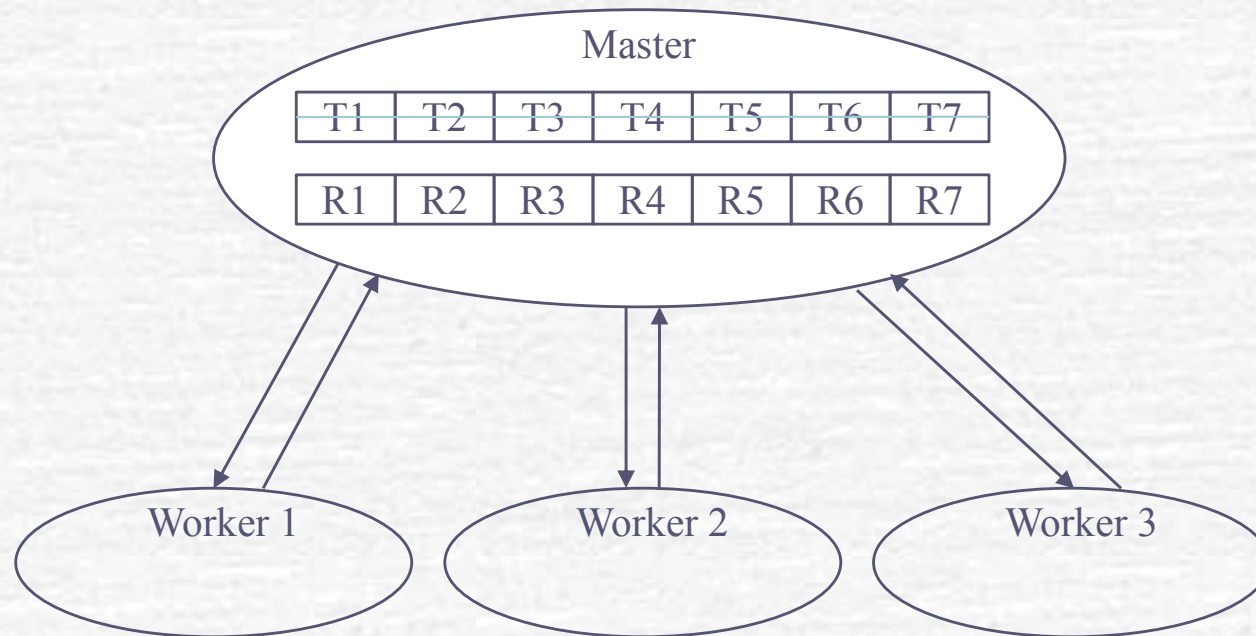 Master
T1 T2 T3 T4 T5 T6 T7
R1 R2 R3 R4 R5 R6 R7
Worker 1 Worker 2 Worker 3